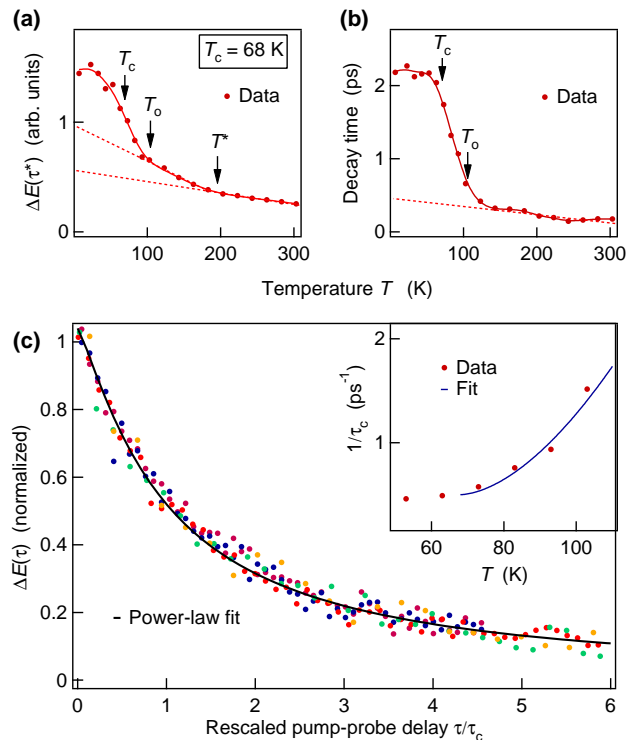 (a)
T_c
T_c = 68 K
T_o
Data
T*
ΔE(τ*) (arb. units)
1
0
0
100
200
300
(b)
T_c
Data
T_o
Decay time (ps)
2
1
0
0
100
200
300
Temperature T (K)
(c)
ΔE(τ) (normalized)
1
0.8
0.6
0.4
0.2
0
Power-law fit
0
1
2
3
4
5
6
Rescaled pump-probe delay τ/τ_c
2
1
1/τ_c (ps⁻¹)
Data
Fit
60
80
100
T (K)